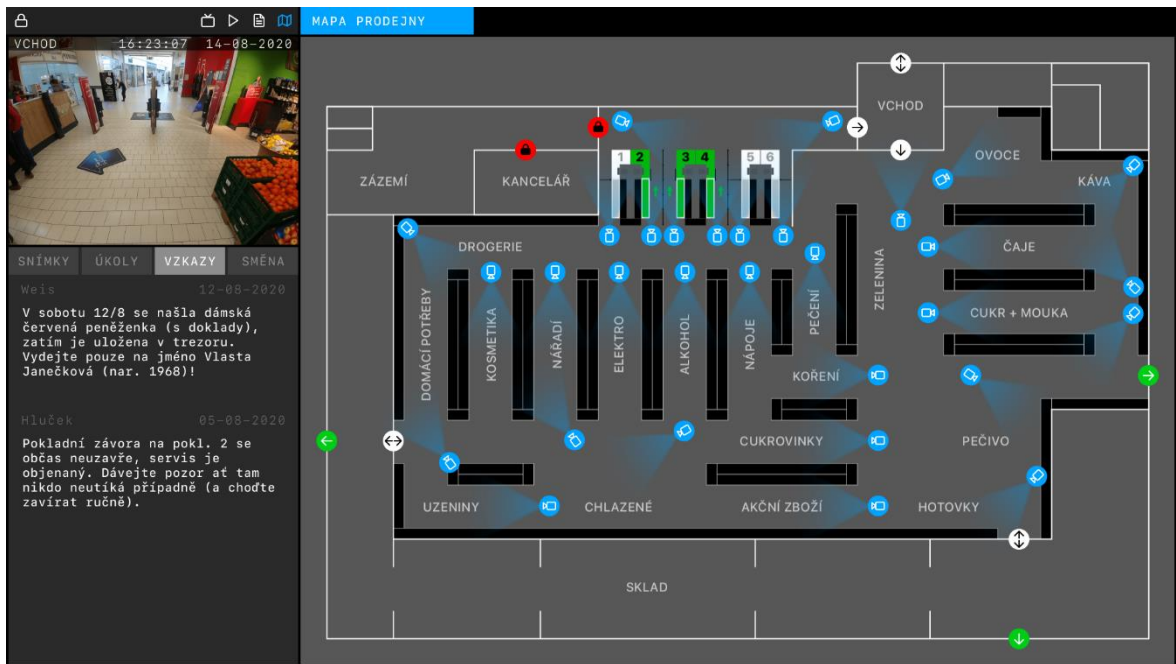 MAPA PRODEJNY
VCHOD 16:23:07 14-08-2020
SNÍMKY ÚKOLY VZKAZY SMĚNA
Weis 12-08-2020
V sobotu 12/8 se našla dámská
červená peněženka (s doklady),
zatím je uložena v trezoru.
Vydejte pouze na jméno Vlasta
Janečková (nar. 1968)!
Hluček 05-08-2020
Pokladní závora na pokl. 2 se
občas neuzavře, servis je
objenaný. Dávejte pozor ať tam
nikdo neutíká případně (a choďte
zavírat ručně).
VCHOD
OVOCE
1 2 3 4 5 6
ZÁZEMÍ
KANCELÁŘ
KÁVA
DROGERIE
ČAJE
ZELENINA
PEČENÍ
DOMÁCÍ POTŘEBY
KOSMETIKA
NÁŘADÍ
ELEKTRO
ALKOHOL
NÁPOJE
CUKR + MOUKA
KOŘENÍ
CUKROVINKY
PEČIVO
UZENINY
CHLAZENÉ
AKČNÍ ZBOŽÍ
HOTOVKY
SKLAD